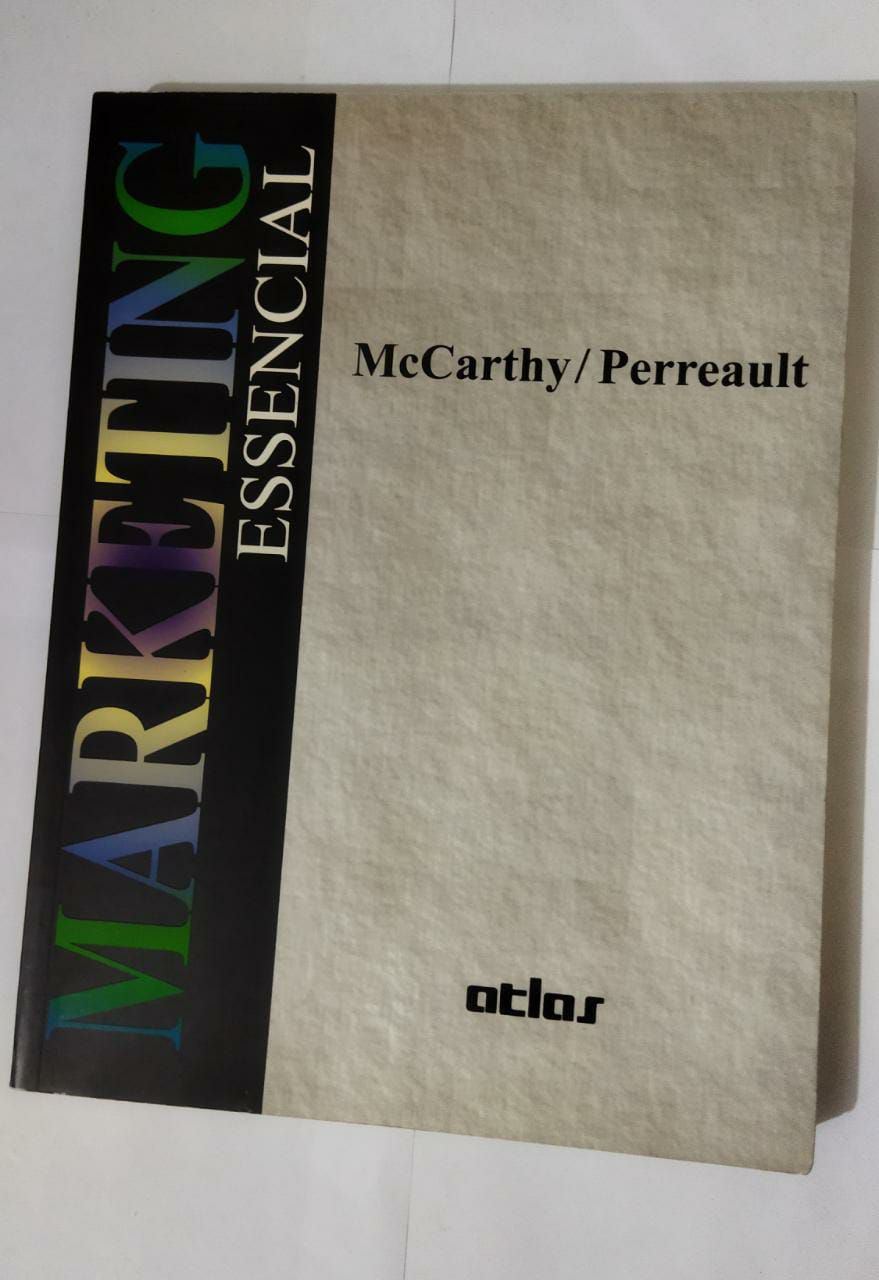 MARKETING
ESSENCIAL
McCarthy / Perreault
atlas